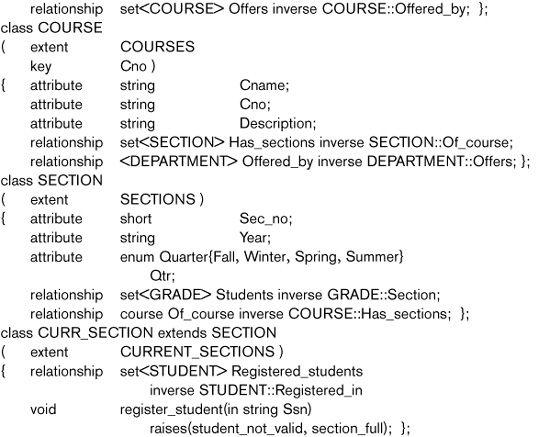 relationship set<COURSE> Offers inverse COURSE::Offered_by; };
class COURSE
( extent COURSES
key Cno )
{ attribute string Cname;
attribute string Cno;
attribute string Description;
relationship set<SECTION> Has_sections inverse SECTION::Of_course;
relationship <DEPARTMENT> Offered_by inverse DEPARTMENT::Offers; };
class SECTION
( extent SECTIONS )
{ attribute short Sec_no;
attribute string Year;
attribute enum Quarter{Fall, Winter, Spring, Summer}
Qtr;
relationship set<GRADE> Students inverse GRADE::Section;
relationship course Of_course inverse COURSE::Has_sections; };
class CURR_SECTION extends SECTION
( extent CURRENT_SECTIONS )
{ relationship set<STUDENT> Registered_students
inverse STUDENT::Registered_in
void register_student(in string Ssn)
raises(student_not_valid, section_full); };